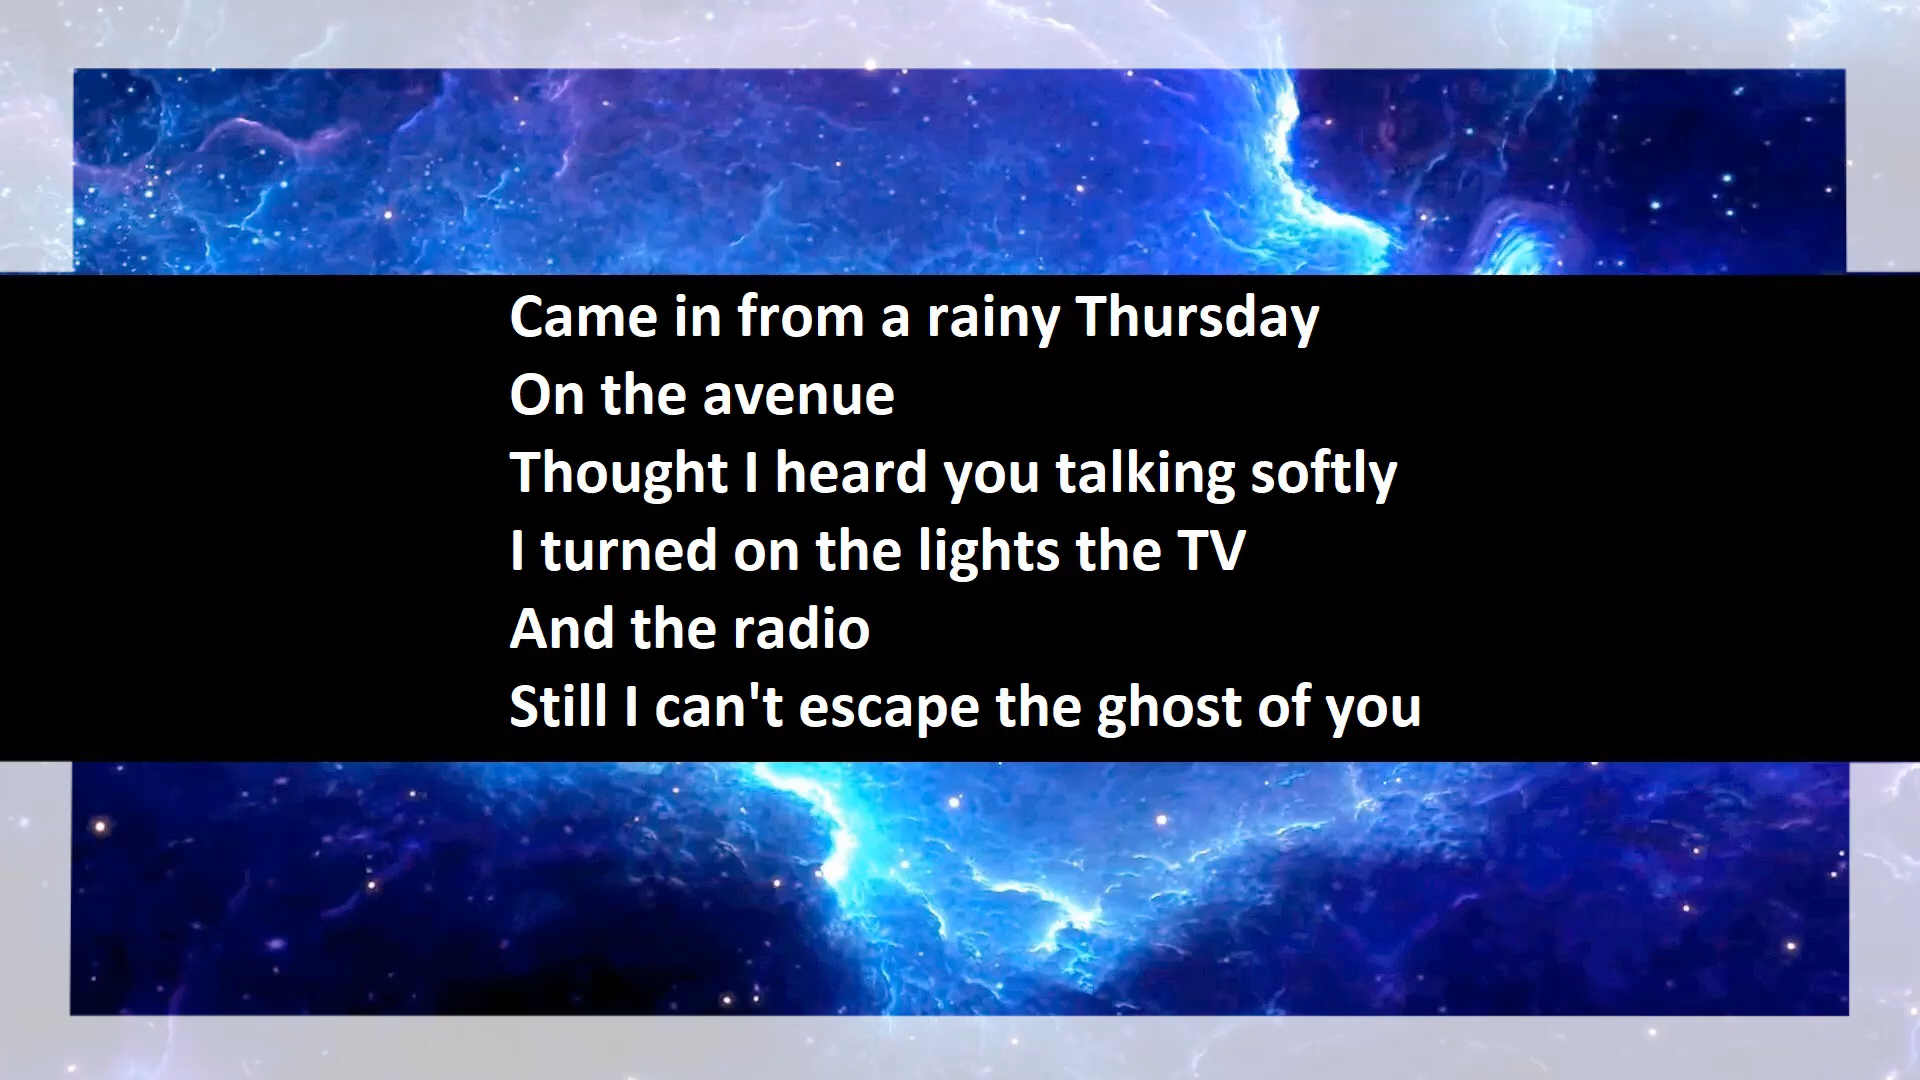 Came in from a rainy Thursday
On the avenue
Thought I heard you talking softly
I turned on the lights the TV
And the radio
Still I can't escape the ghost of you